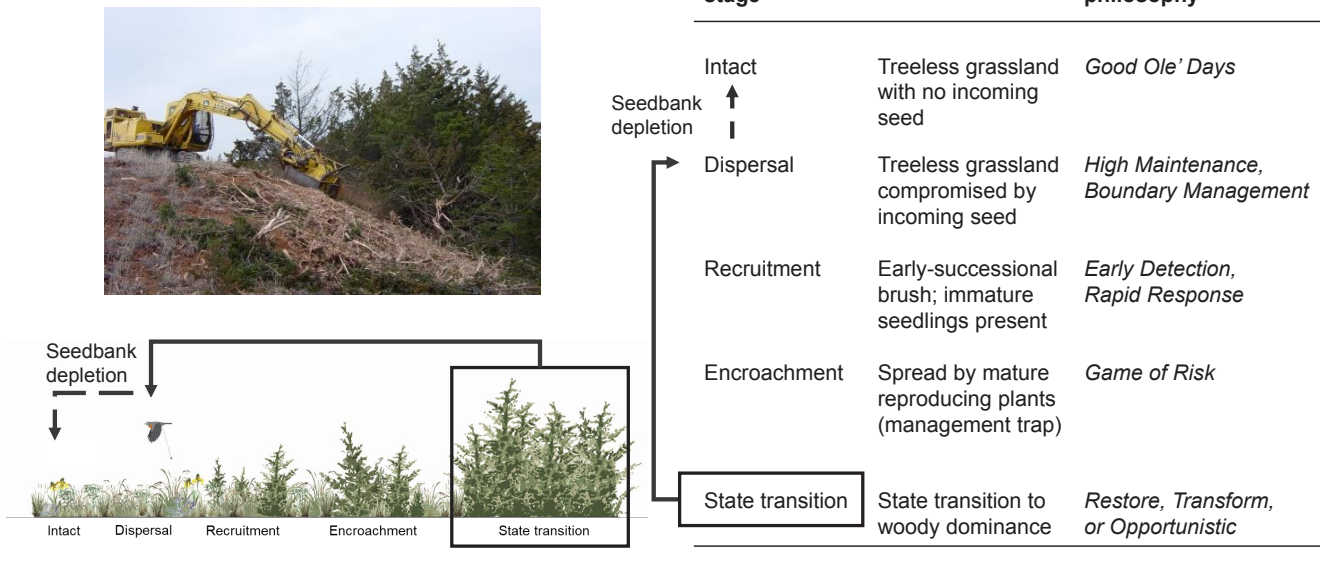 stage philosophy
Intact Treeless grassland Good Ole’ Days
with no incoming
seed
Seedbank
depletion
Dispersal Treeless grassland High Maintenance,
compromised by Boundary Management
incoming seed
Recruitment Early-successional Early Detection,
brush; immature Rapid Response
seedlings present
Encroachment Spread by mature Game of Risk
reproducing plants
(management trap)
State transition State transition to Restore, Transform,
woody dominance or Opportunistic
Seedbank
depletion
Intact Dispersal Recruitment Encroachment State transition